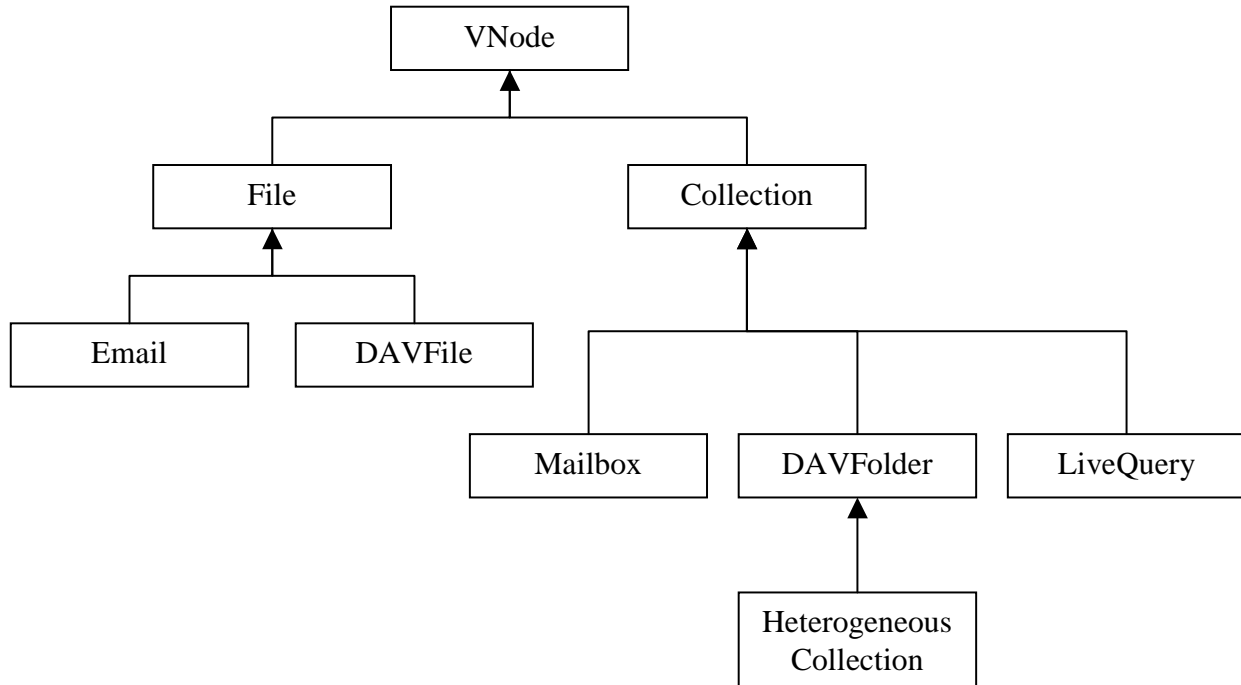 VNode
File
Collection
Email
DAVFile
Mailbox
DAVFolder
LiveQuery
Heterogeneous
Collection